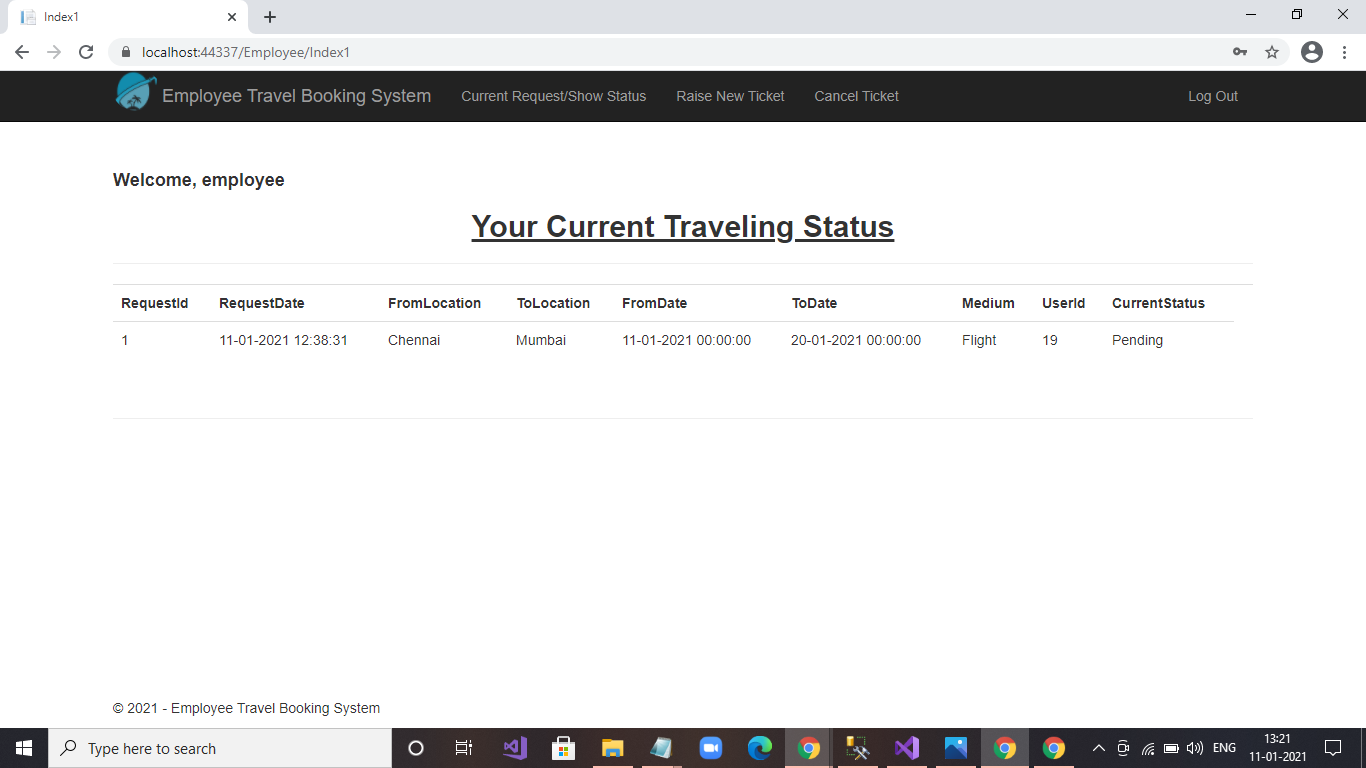 Index1
localhost:44337/Employee/Index1
Employee Travel Booking System Current Request/Show Status Raise New Ticket Cancel Ticket Log Out
Welcome, employee
Your Current Traveling Status
RequestId RequestDate FromLocation ToLocation FromDate ToDate Medium UserId CurrentStatus
1 11-01-2021 12:38:31 Chennai Mumbai 11-01-2021 00:00:00 20-01-2021 00:00:00 Flight 19 Pending
© 2021 - Employee Travel Booking System
Type here to search ENG 13:21
11-01-2021